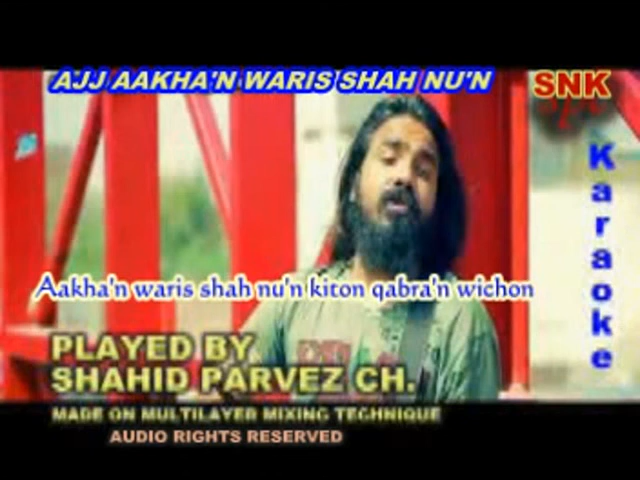 AJJ AAKHA'N WARIS SHAH NU'N
SNK
Karaoke
Aakha'n waris shah nu'n kiton qabra'n wichon
PLAYED BY
SHAHID PARVEZ CH.
MADE ON MULTILAYER MIXING TECHNIQUE
AUDIO RIGHTS RESERVED